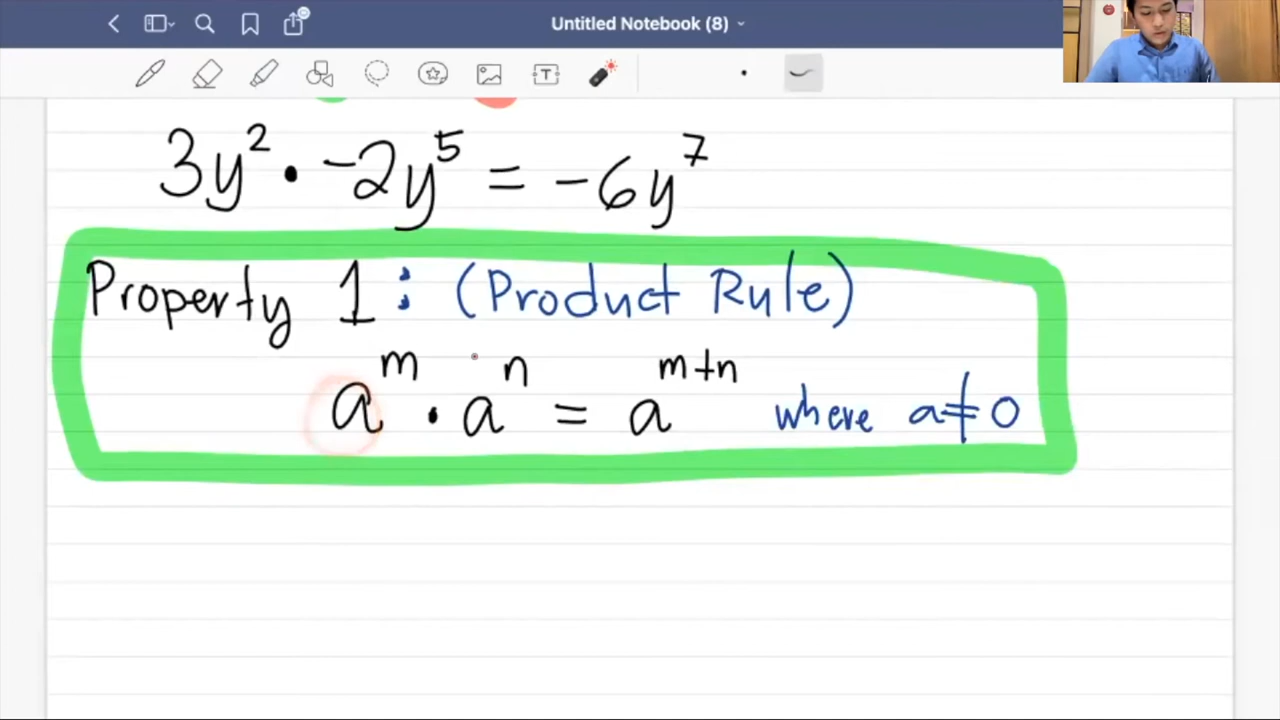 Untitled Notebook (8)
3y² • -2y⁵ = -6y⁷
Property 1: (Product Rule)
aᵐ • aⁿ = aᵐ⁺ⁿ where a≠0